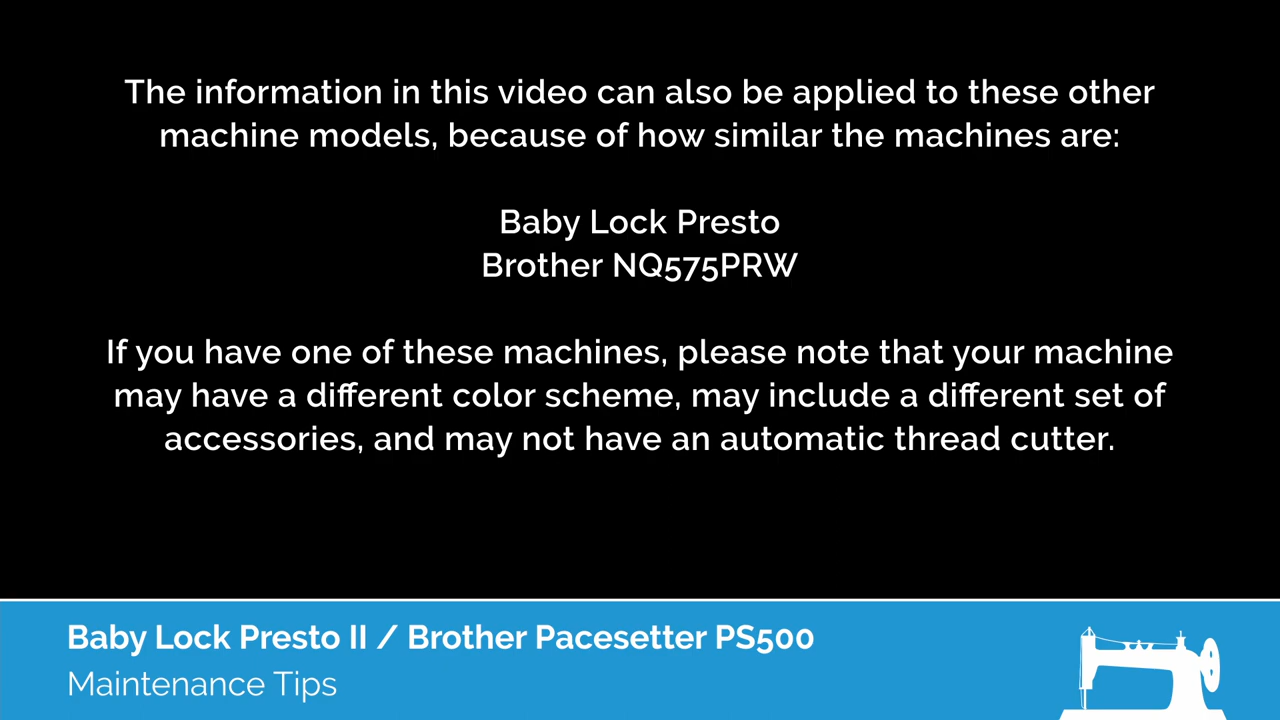 The information in this video can also be applied to these other
machine models, because of how similar the machines are:
Baby Lock Presto
Brother NQ575PRW
If you have one of these machines, please note that your machine
may have a different color scheme, may include a different set of
accessories, and may not have an automatic thread cutter.
Baby Lock Presto II / Brother Pacesetter PS500
Maintenance Tips